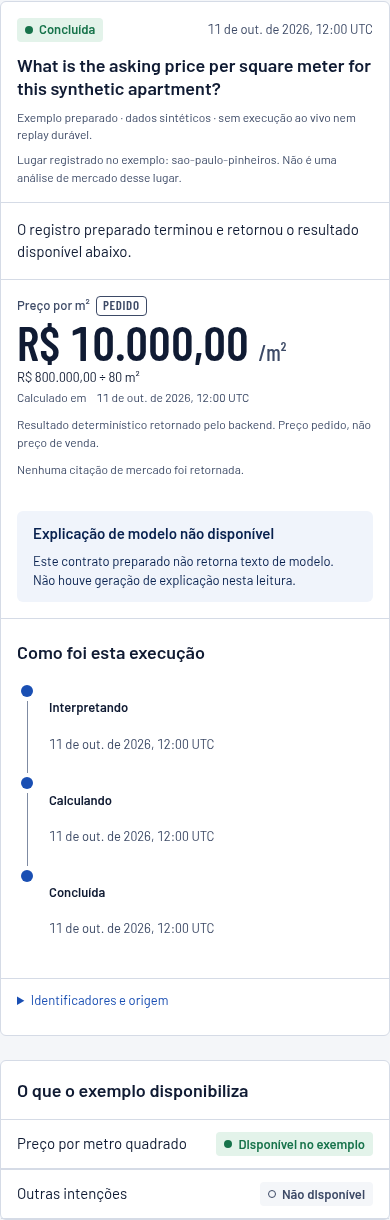 Concluída 11 de out. de 2026, 12:00 UTC
What is the asking price per square meter for
this synthetic apartment?
Exemplo preparado · dados sintéticos · sem execução ao vivo nem
replay durável.
Lugar registrado no exemplo: sao-paulo-pinheiros. Não é uma
análise de mercado desse lugar.
O registro preparado terminou e retornou o resultado
disponível abaixo.
Preço por m² PEDIDO
R$ 10.000,00 /m²
R$ 800.000,00 ÷ 80 m²
Calculado em 11 de out. de 2026, 12:00 UTC
Resultado determinístico retornado pelo backend. Preço pedido, não
preço de venda.
Nenhuma citação de mercado foi retornada.
Explicação de modelo não disponível
Este contrato preparado não retorna texto de modelo.
Não houve geração de explicação nesta leitura.
Como foi esta execução
Interpretando
11 de out. de 2026, 12:00 UTC
Calculando
11 de out. de 2026, 12:00 UTC
Concluída
11 de out. de 2026, 12:00 UTC
Identificadores e origem
O que o exemplo disponibiliza
Preço por metro quadrado Disponível no exemplo
Outras intenções Não disponível